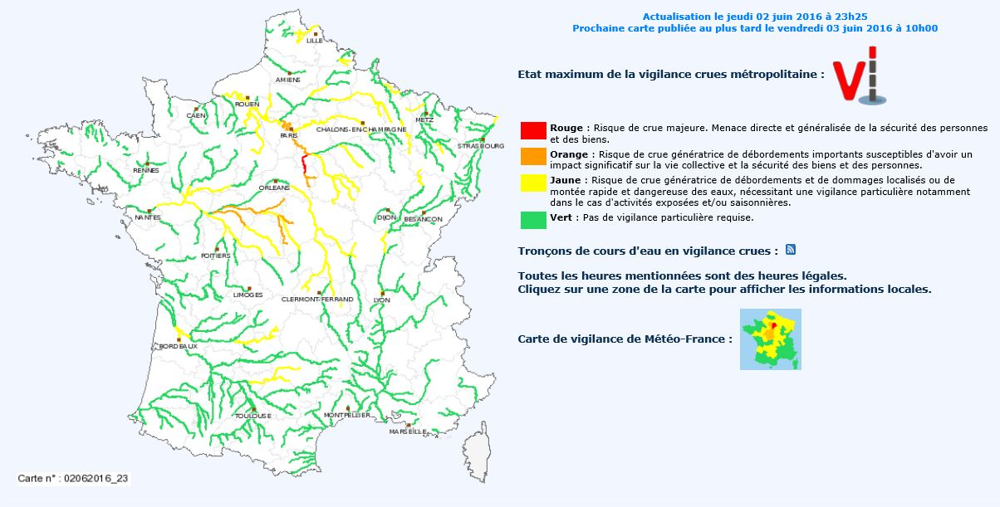 Actualisation le jeudi 02 juin 2016 à 23h25
Prochaine carte publiée au plus tard le vendredi 03 juin 2016 à 10h00
Etat maximum de la vigilance crues métropolitaine :
Vi
Rouge : Risque de crue majeure. Menace directe et généralisée de la sécurité des personnes
et des biens.
Orange : Risque de crue génératrice de débordements importants susceptibles d'avoir un
impact significatif sur la vie collective et la sécurité des biens et des personnes.
Jaune : Risque de crue génératrice de débordements et de dommages localisés ou de
montée rapide et dangereuse des eaux, nécessitant une vigilance particulière notamment
dans le cas d'activités exposées et/ou saisonnières.
Vert : Pas de vigilance particulière requise.
Tronçons de cours d'eau en vigilance crues :
Toutes les heures mentionnées sont des heures légales.
Cliquez sur une zone de la carte pour afficher les informations locales.
Carte de vigilance de Météo-France :
LILLE
AMIENS
ROUEN
CAEN
METZ
PARIS
CHALONS-EN-CHAMPAGNE
STRASBOURG
RENNES
ORLEANS
NANTES
DIJON
BESANCON
POITIERS
LIMOGES
CLERMONT-FERRAND
LYON
BORDEAUX
TOULOUSE
MONTPELLIER
MARSEILLE
Carte n° : 02062016_23